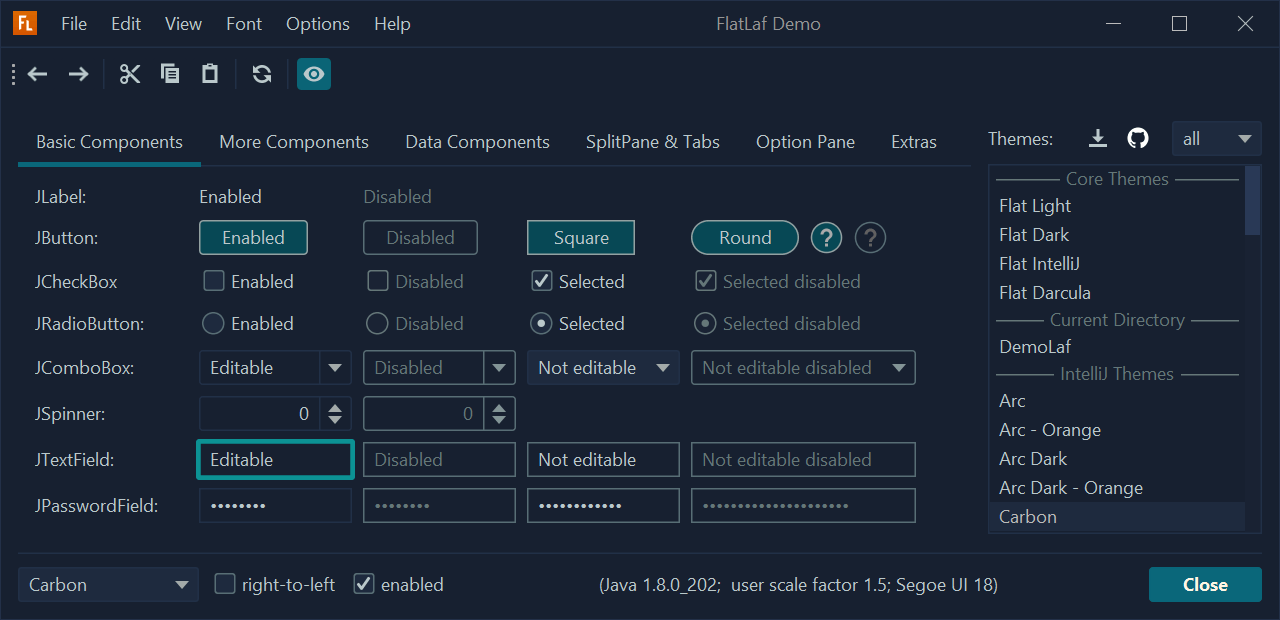 FL File Edit View Font Options Help FlatLaf Demo
Basic Components More Components Data Components SplitPane & Tabs Option Pane Extras
JLabel: Enabled Disabled
JButton: Enabled Disabled Square Round ? ?
JCheckBox Enabled Disabled Selected Selected disabled
JRadioButton: Enabled Disabled Selected Selected disabled
JComboBox: Editable Disabled Not editable Not editable disabled
JSpinner: 0 0
JTextField: Editable Disabled Not editable Not editable disabled
JPasswordField: •••••••• •••••••• •••••••••••• ••••••••••••••••••••
Themes: all
Core Themes
Flat Light
Flat Dark
Flat IntelliJ
Flat Darcula
Current Directory
DemoLaf
IntelliJ Themes
Arc
Arc - Orange
Arc Dark
Arc Dark - Orange
Carbon
Carbon right-to-left enabled (Java 1.8.0_202; user scale factor 1.5; Segoe UI 18) Close